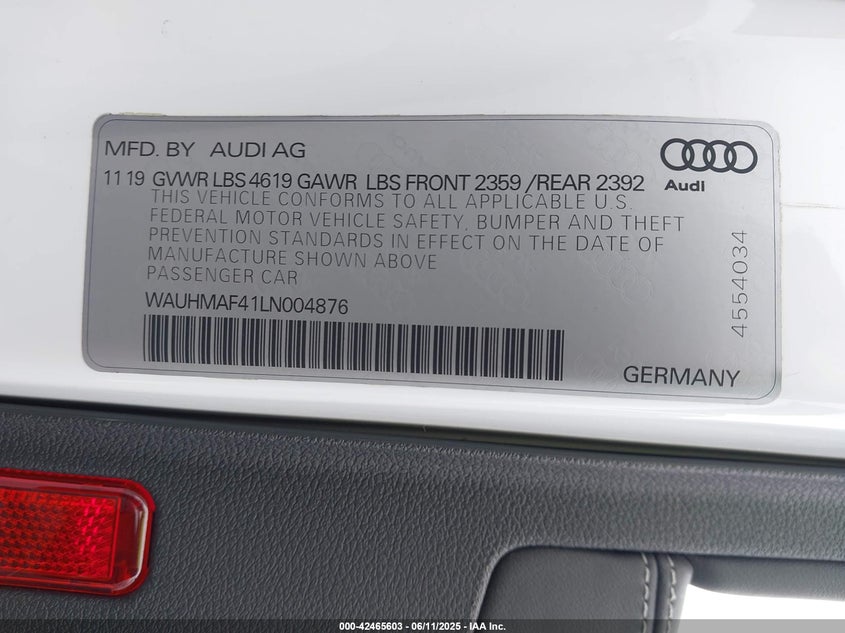 MFD. BY AUDI AG
11 19 GVWR LBS 4619 GAWR LBS FRONT 2359 /REAR 2392
Audi
THIS VEHICLE CONFORMS TO ALL APPLICABLE U.S.
FEDERAL MOTOR VEHICLE SAFETY, BUMPER AND THEFT
PREVENTION STANDARDS IN EFFECT ON THE DATE OF
MANUFACTURE SHOWN ABOVE
PASSENGER CAR
WAUHMAF41LN004876
4554034
GERMANY
000-42465603 - 06/11/2025 - IAA, Inc.